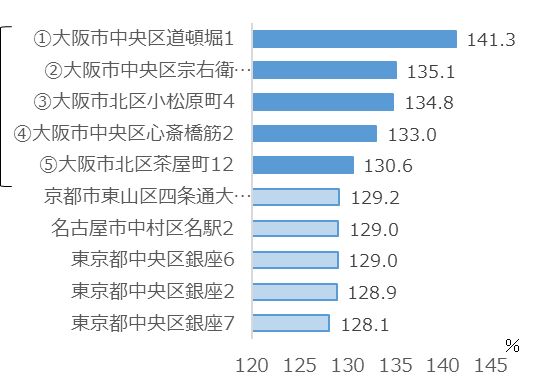 ①大阪市中央区道頓堀1 141.3
②大阪市中央区宗右衛… 135.1
③大阪市北区小松原町4 134.8
④大阪市中央区心斎橋筋2 133.0
⑤大阪市北区茶屋町12 130.6
京都市東山区四条通大… 129.2
名古屋市中村区名駅2 129.0
東京都中央区銀座6 129.0
東京都中央区銀座2 128.9
東京都中央区銀座7 128.1
%
120 125 130 135 140 145